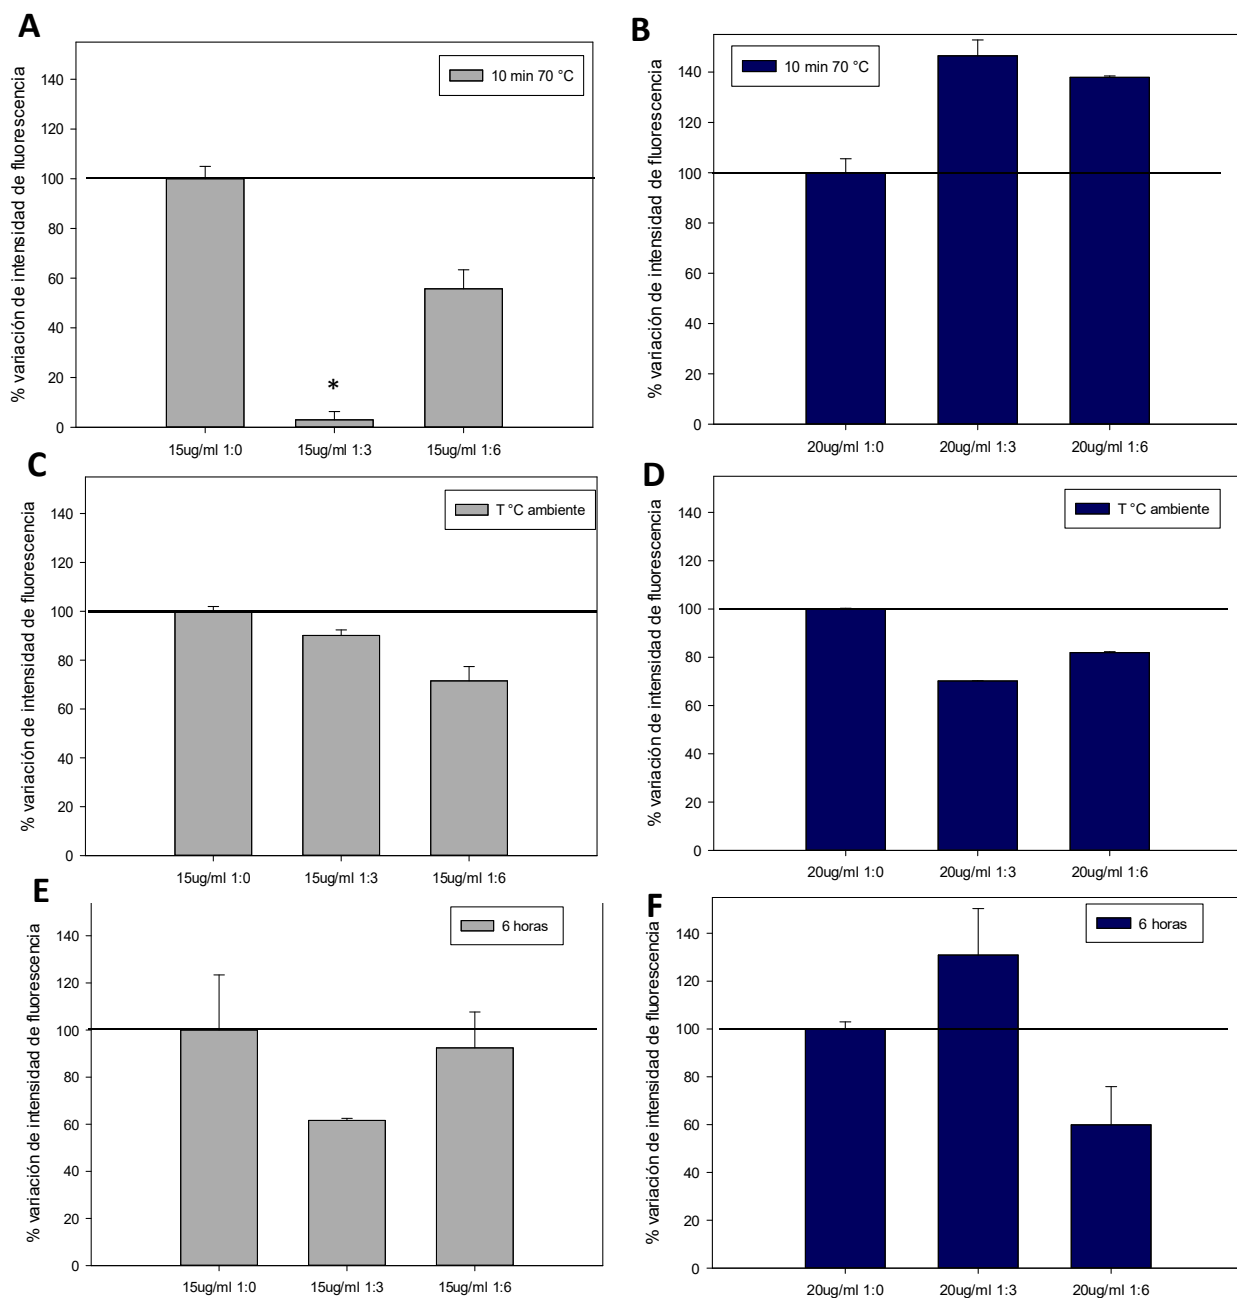 A
% variación de intensidad de fluorescencia
140
120
100
80
60
40
20
0
10 min 70 °C
*
15ug/ml 1:0
15ug/ml 1:3
15ug/ml 1:6
B
% variación de intensidad de fluorescencia
140
120
100
80
60
40
20
0
10 min 70 °C
20ug/ml 1:0
20ug/ml 1:3
20ug/ml 1:6
C
% variación de intensidad de fluorescencia
140
120
100
80
60
40
20
0
T °C ambiente
15ug/ml 1:0
15ug/ml 1:3
15ug/ml 1:6
D
% variación de intensidad de fluorescencia
140
120
100
80
60
40
20
0
T °C ambiente
20ug/ml 1:0
20ug/ml 1:3
20ug/ml 1:6
E
% variación de intensidad de fluorescencia
140
120
100
80
60
40
20
0
6 horas
15ug/ml 1:0
15ug/ml 1:3
15ug/ml 1:6
F
% variación de intensidad de fluorescencia
140
120
100
80
60
40
20
0
6 horas
20ug/ml 1:0
20ug/ml 1:3
20ug/ml 1:6